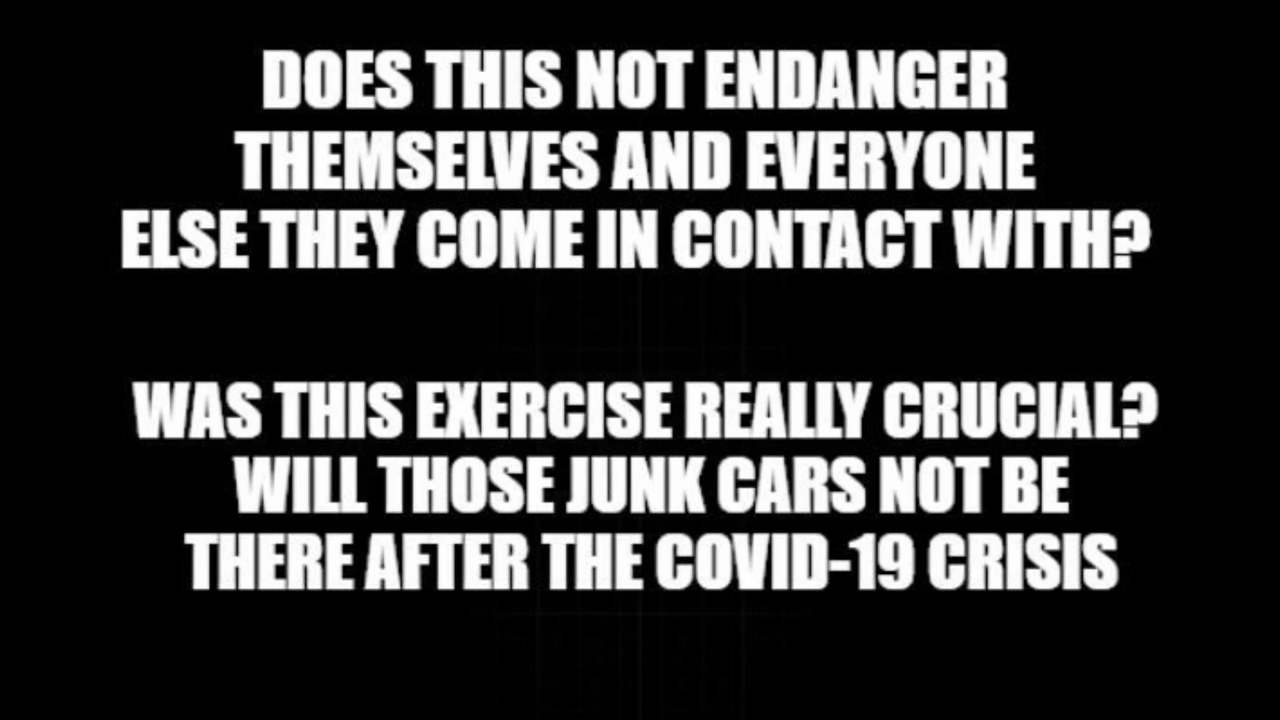 DOES THIS NOT ENDANGER
THEMSELVES AND EVERYONE
ELSE THEY COME IN CONTACT WITH?
WAS THIS EXERCISE REALLY CRUCIAL?
WILL THOSE JUNK CARS NOT BE
THERE AFTER THE COVID-19 CRISIS